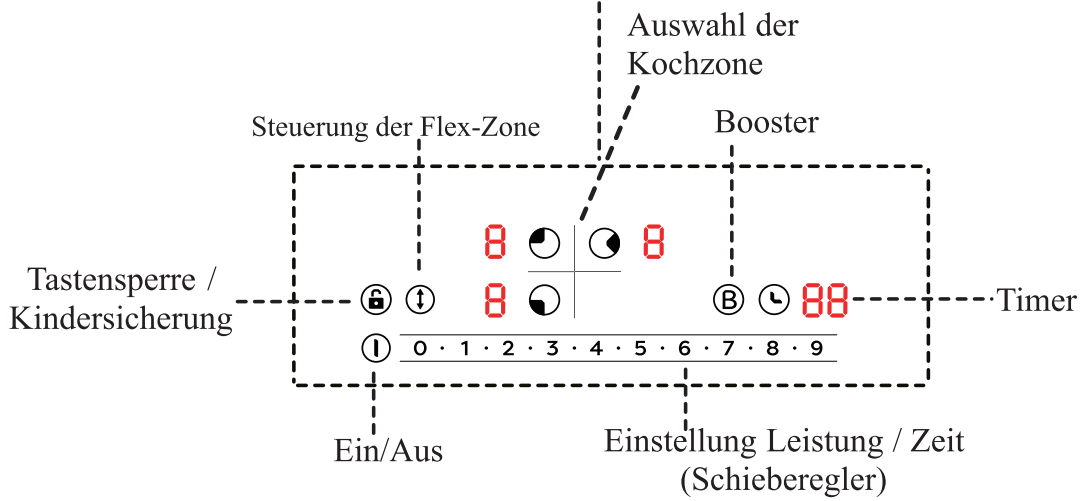 Auswahl der
Kochzone
Steuerung der Flex-Zone
Booster
8 8
Tastensperre /
Kindersicherung
8 B 88
Timer
0 · 1 · 2 · 3 · 4 · 5 · 6 · 7 · 8 · 9
Ein/Aus
Einstellung Leistung / Zeit
(Schieberegler)